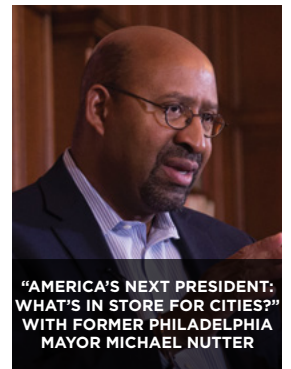 “AMERICA’S NEXT PRESIDENT:
WHAT’S IN STORE FOR CITIES?”
WITH FORMER PHILADELPHIA
MAYOR MICHAEL NUTTER